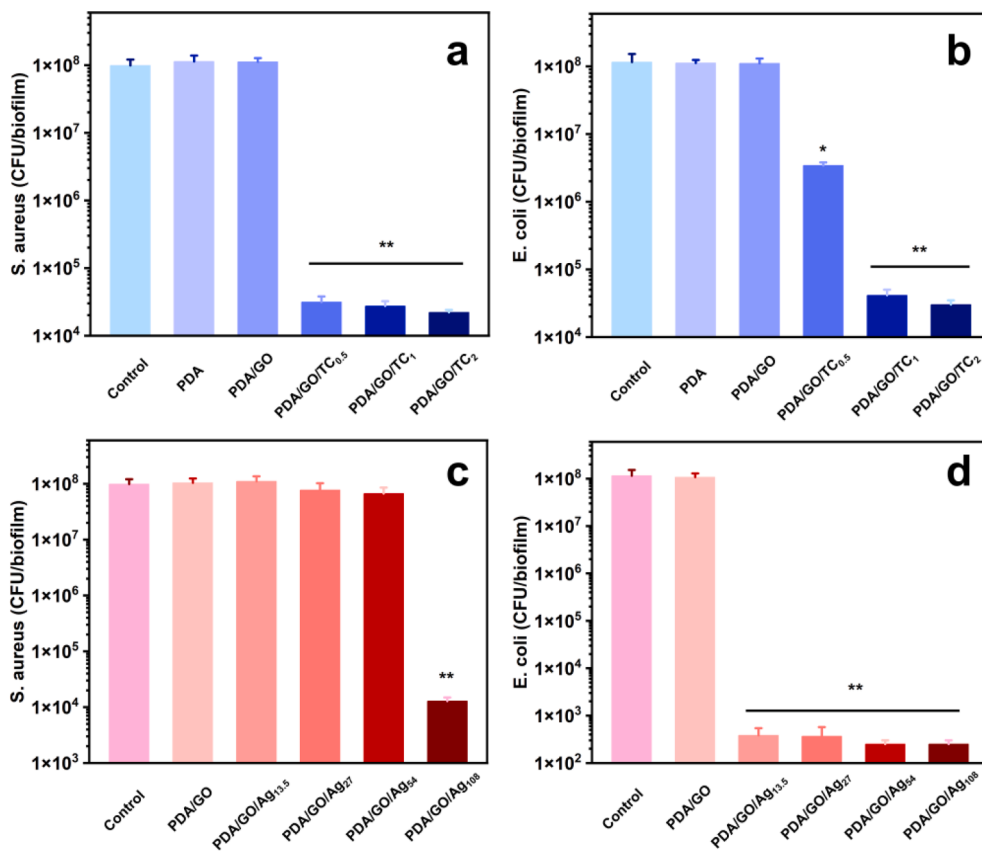 a
S. aureus (CFU/biofilm)
1×10⁸
1×10⁷
1×10⁶
1×10⁵
1×10⁴
**
Control
PDA
PDA/GO
PDA/GO/TC₀.₅
PDA/GO/TC₁
PDA/GO/TC₂
b
E. coli (CFU/biofilm)
1×10⁸
1×10⁷
1×10⁶
1×10⁵
1×10⁴
*
**
Control
PDA
PDA/GO
PDA/GO/TC₀.₅
PDA/GO/TC₁
PDA/GO/TC₂
c
S. aureus (CFU/biofilm)
1×10⁸
1×10⁷
1×10⁶
1×10⁵
1×10⁴
1×10³
**
Control
PDA/GO
PDA/GO/Ag₁₃.₅
PDA/GO/Ag₂₇
PDA/GO/Ag₅₄
PDA/GO/Ag₁₀₈
d
E. coli (CFU/biofilm)
1×10⁸
1×10⁷
1×10⁶
1×10⁵
1×10⁴
1×10³
1×10²
**
Control
PDA/GO
PDA/GO/Ag₁₃.₅
PDA/GO/Ag₂₇
PDA/GO/Ag₅₄
PDA/GO/Ag₁₀₈